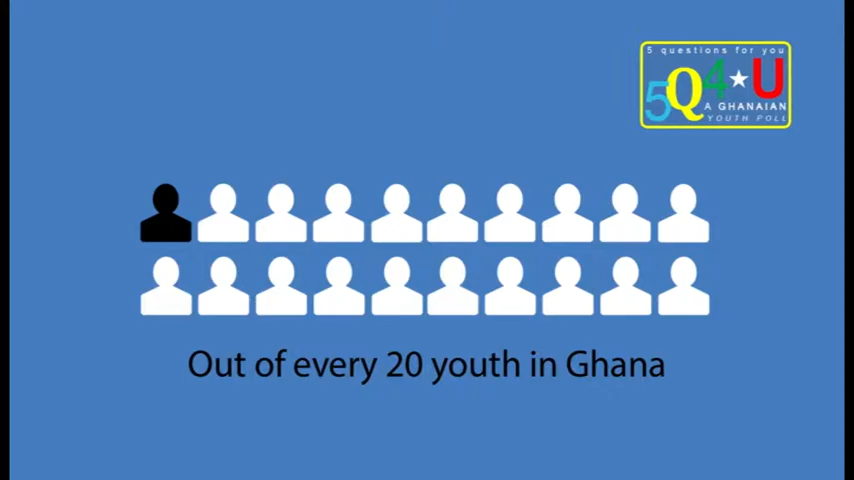 5 questions for you
5Q4★U
A GHANAIAN
YOUTH POLL
Out of every 20 youth in Ghana